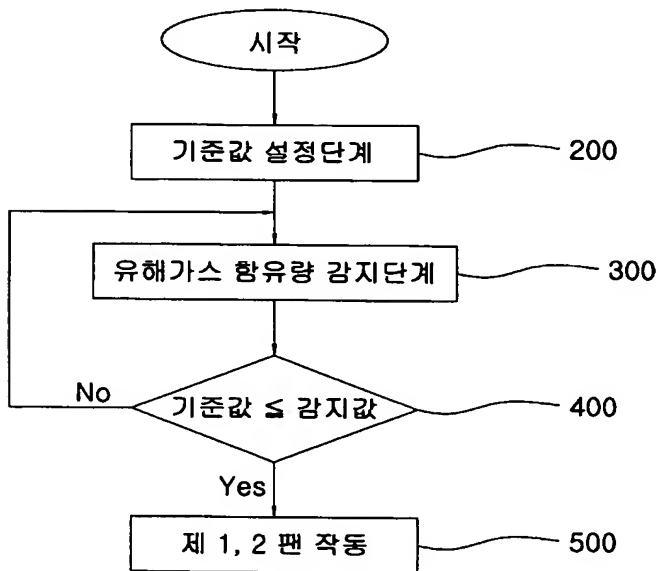 시작
기준값 설정단계
200
유해가스 함유량 감지단계
300
No
기준값 ≦ 감지값
400
Yes
제 1, 2 팬 작동
500